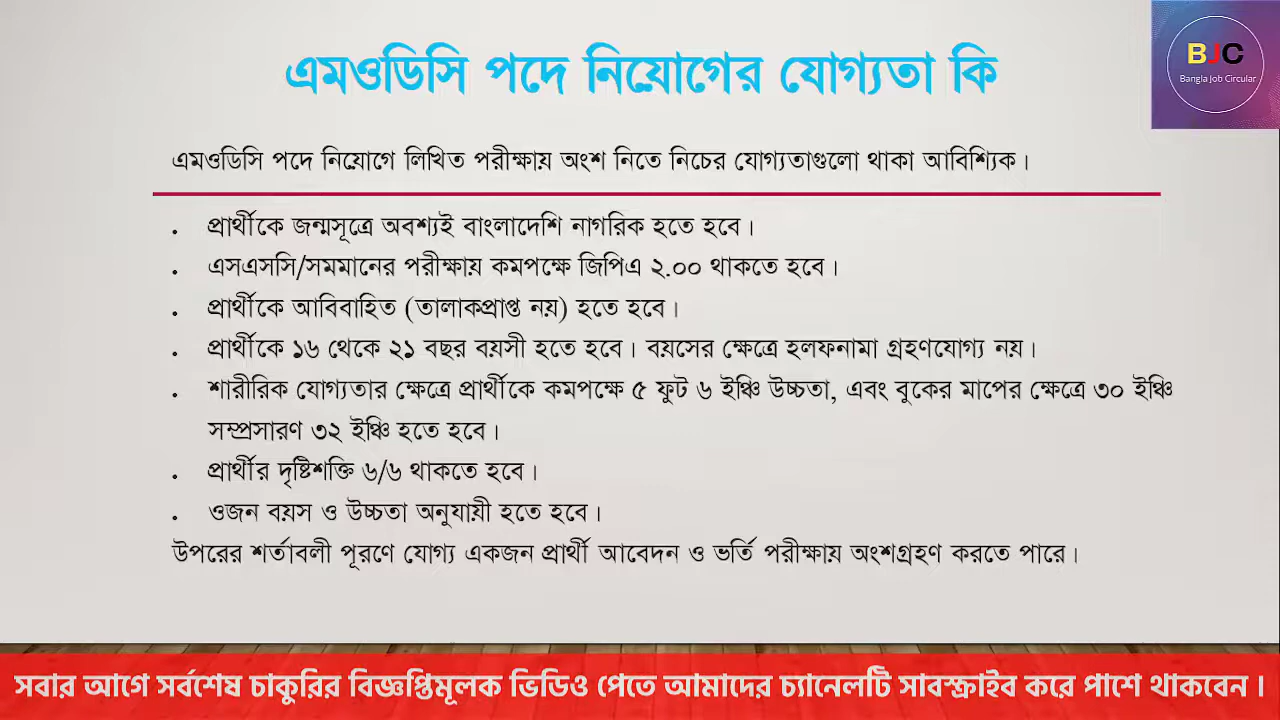 এমওডিসি পদে নিয়োগের যোগ্যতা কি
BJC
Bangla Job Circular
এমওডিসি পদে নিয়োগে লিখিত পরীক্ষায় অংশ নিতে নিচের যোগ্যতাগুলো থাকা আবিশ্যিক।
• প্রার্থীকে জন্মসূত্রে অবশ্যই বাংলাদেশি নাগরিক হতে হবে।
• এসএসসি/সমমানের পরীক্ষায় কমপক্ষে জিপিএ ২.০০ থাকতে হবে।
• প্রার্থীকে আবিবাহিত (তালাকপ্রাপ্ত নয়) হতে হবে।
• প্রার্থীকে ১৬ থেকে ২১ বছর বয়সী হতে হবে। বয়সের ক্ষেত্রে হলফনামা গ্রহণযোগ্য নয়।
• শারীরিক যোগ্যতার ক্ষেত্রে প্রার্থীকে কমপক্ষে ৫ ফুট ৬ ইঞ্চি উচ্চতা, এবং বুকের মাপের ক্ষেত্রে ৩০ ইঞ্চি
সম্প্রসারণ ৩২ ইঞ্চি হতে হবে।
• প্রার্থীর দৃষ্টিশক্তি ৬/৬ থাকতে হবে।
• ওজন বয়স ও উচ্চতা অনুযায়ী হতে হবে।
উপরের শর্তাবলী পূরণে যোগ্য একজন প্রার্থী আবেদন ও ভর্তি পরীক্ষায় অংশগ্রহণ করতে পারে।
সবার আগে সর্বশেষ চাকুরির বিজ্ঞপ্তিমূলক ভিডিও পেতে আমাদের চ্যানেলটি সাবস্ক্রাইব করে পাশে থাকবেন।